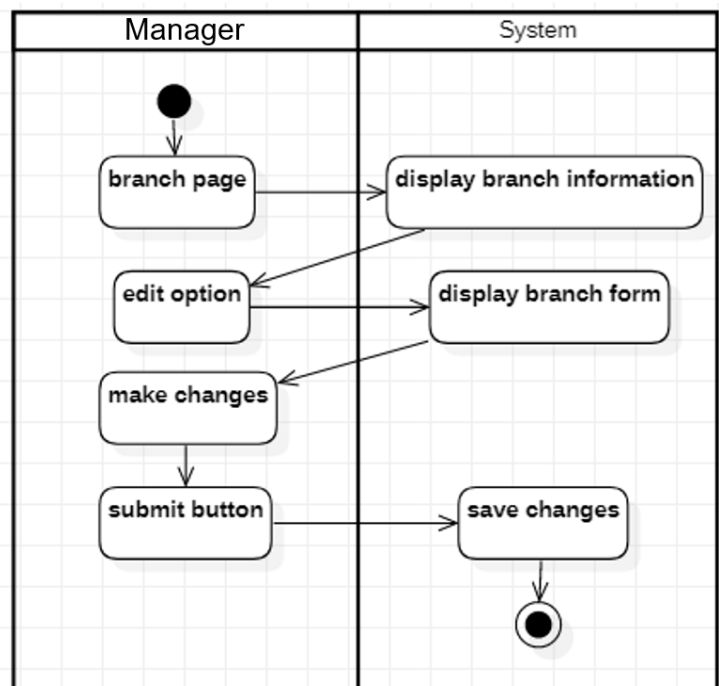 Manager
System
branch page
display branch information
edit option
display branch form
make changes
submit button
save changes